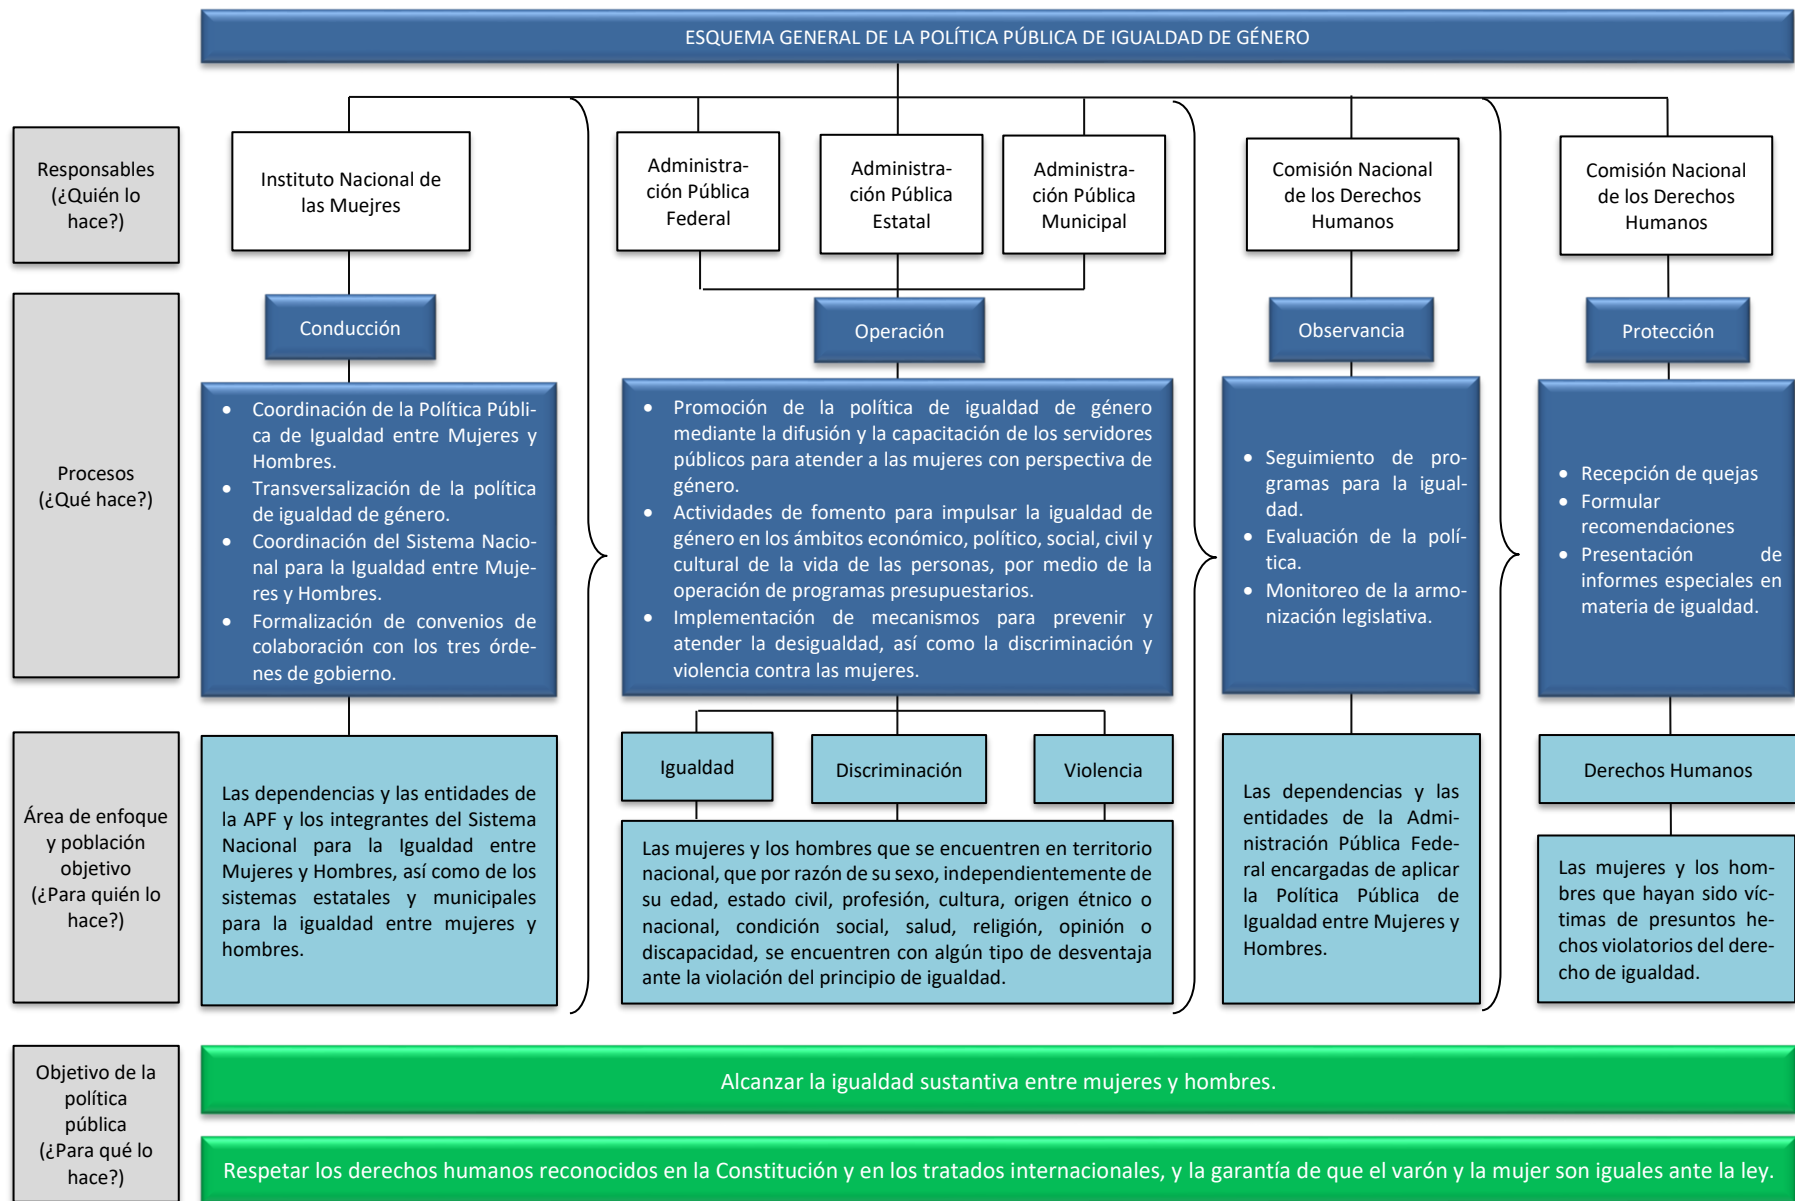 ESQUEMA GENERAL DE LA POLÍTICA PÚBLICA DE IGUALDAD DE GÉNERO
Responsables
(¿Quién lo
hace?)
Instituto Nacional de
las Muejres
Administra-
ción Pública
Federal
Administra-
ción Pública
Estatal
Administra-
ción Pública
Municipal
Comisión Nacional
de los Derechos
Humanos
Comisión Nacional
de los Derechos
Humanos
Procesos
(¿Qué hace?)
Conducción
Operación
Observancia
Protección
• Coordinación de la Política Públi-
ca de Igualdad entre Mujeres y
Hombres.
• Transversalización de la política
de igualdad de género.
• Coordinación del Sistema Nacio-
nal para la Igualdad entre Muje-
res y Hombres.
• Formalización de convenios de
colaboración con los tres órde-
nes de gobierno.
• Promoción de la política de igualdad de género
mediante la difusión y la capacitación de los servidores
públicos para atender a las mujeres con perspectiva de
género.
• Actividades de fomento para impulsar la igualdad de
género en los ámbitos económico, político, social, civil y
cultural de la vida de las personas, por medio de la
operación de programas presupuestarios.
• Implementación de mecanismos para prevenir y
atender la desigualdad, así como la discriminación y
violencia contra las mujeres.
• Seguimiento de pro-
gramas para la igual-
dad.
• Evaluación de la polí-
tica.
• Monitoreo de la armo-
nización legislativa.
• Recepción de quejas
• Formular
recomendaciones
• Presentación de
informes especiales en
materia de igualdad.
Área de enfoque
y población
objetivo
(¿Para quién lo
hace?)
Las dependencias y las entidades de
la APF y los integrantes del Sistema
Nacional para la Igualdad entre
Mujeres y Hombres, así como de los
sistemas estatales y municipales
para la igualdad entre mujeres y
hombres.
Igualdad
Discriminación
Violencia
Las mujeres y los hombres que se encuentren en territorio
nacional, que por razón de su sexo, independientemente de
su edad, estado civil, profesión, cultura, origen étnico o
nacional, condición social, salud, religión, opinión o
discapacidad, se encuentren con algún tipo de desventaja
ante la violación del principio de igualdad.
Las dependencias y las
entidades de la Admi-
nistración Pública Fede-
ral encargadas de aplicar
la Política Pública de
Igualdad entre Mujeres y
Hombres.
Derechos Humanos
Las mujeres y los hom-
bres que hayan sido víc-
timas de presuntos he-
chos violatorios del dere-
cho de igualdad.
Objetivo de la
política
pública
(¿Para qué lo
hace?)
Alcanzar la igualdad sustantiva entre mujeres y hombres.
Respetar los derechos humanos reconocidos en la Constitución y en los tratados internacionales, y la garantía de que el varón y la mujer son iguales ante la ley.